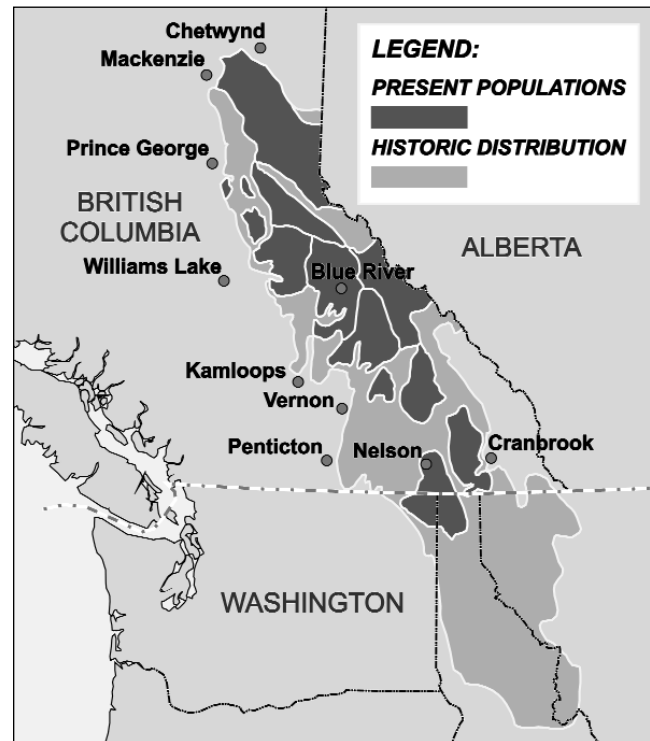 Chetwynd
Mackenzie
LEGEND:
PRESENT POPULATIONS
HISTORIC DISTRIBUTION
Prince George
BRITISH
COLUMBIA
ALBERTA
Williams Lake
Blue River
Kamloops
Vernon
Penticton
Nelson
Cranbrook
WASHINGTON